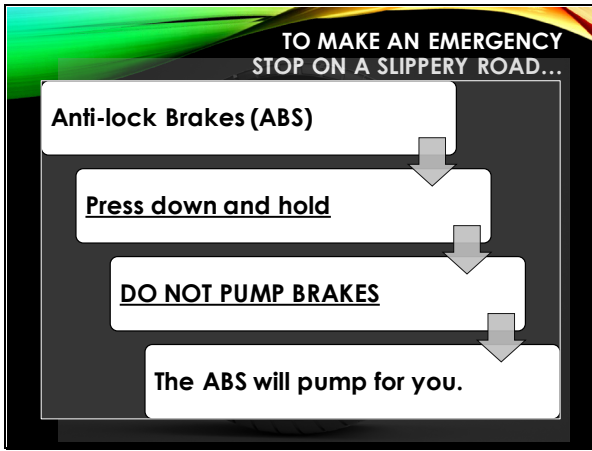 TO MAKE AN EMERGENCY
STOP ON A SLIPPERY ROAD…
Anti-lock Brakes (ABS)
Press down and hold
DO NOT PUMP BRAKES
The ABS will pump for you.